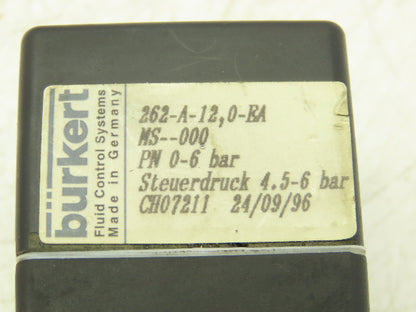 bürkert
Fluid Control Systems
Made in Germany
262-A-12,0-EA
MS--000
PN 0-6 bar
Steuerdruck 4.5-6 bar
CH07211 24/09/96